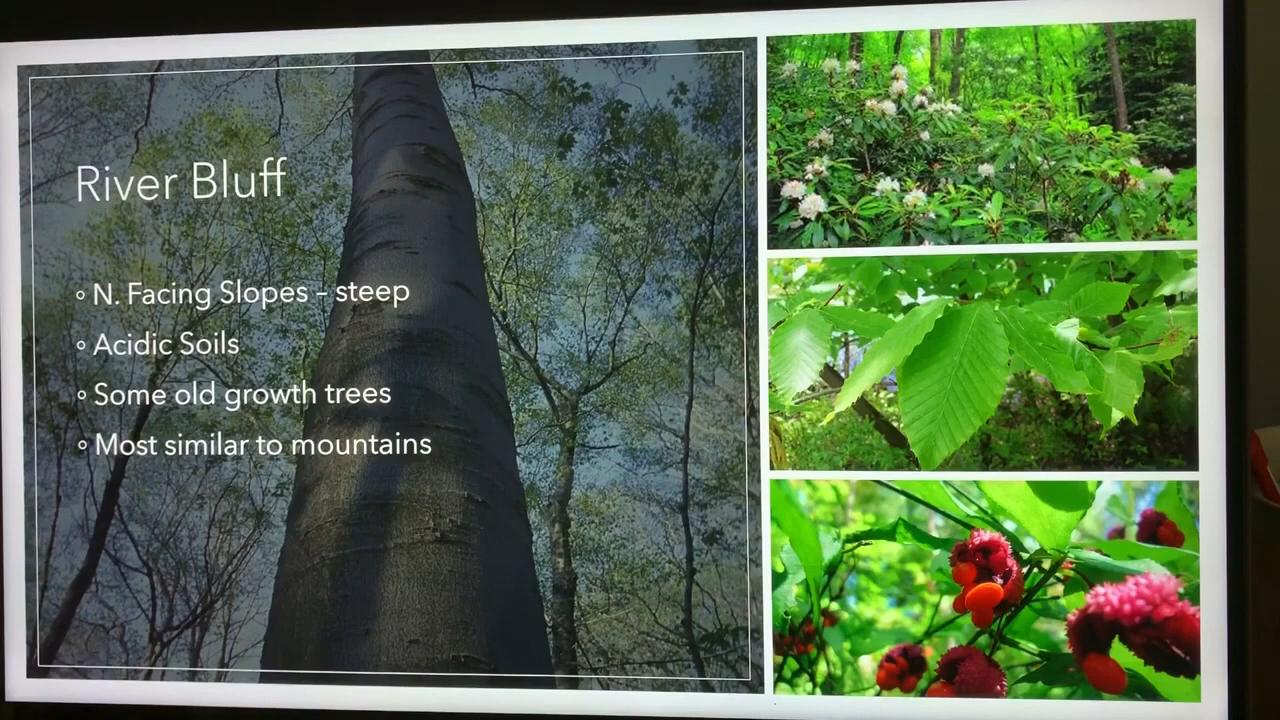 River Bluff
◦ N. Facing Slopes – steep
◦ Acidic Soils
◦ Some old growth trees
◦ Most similar to mountains